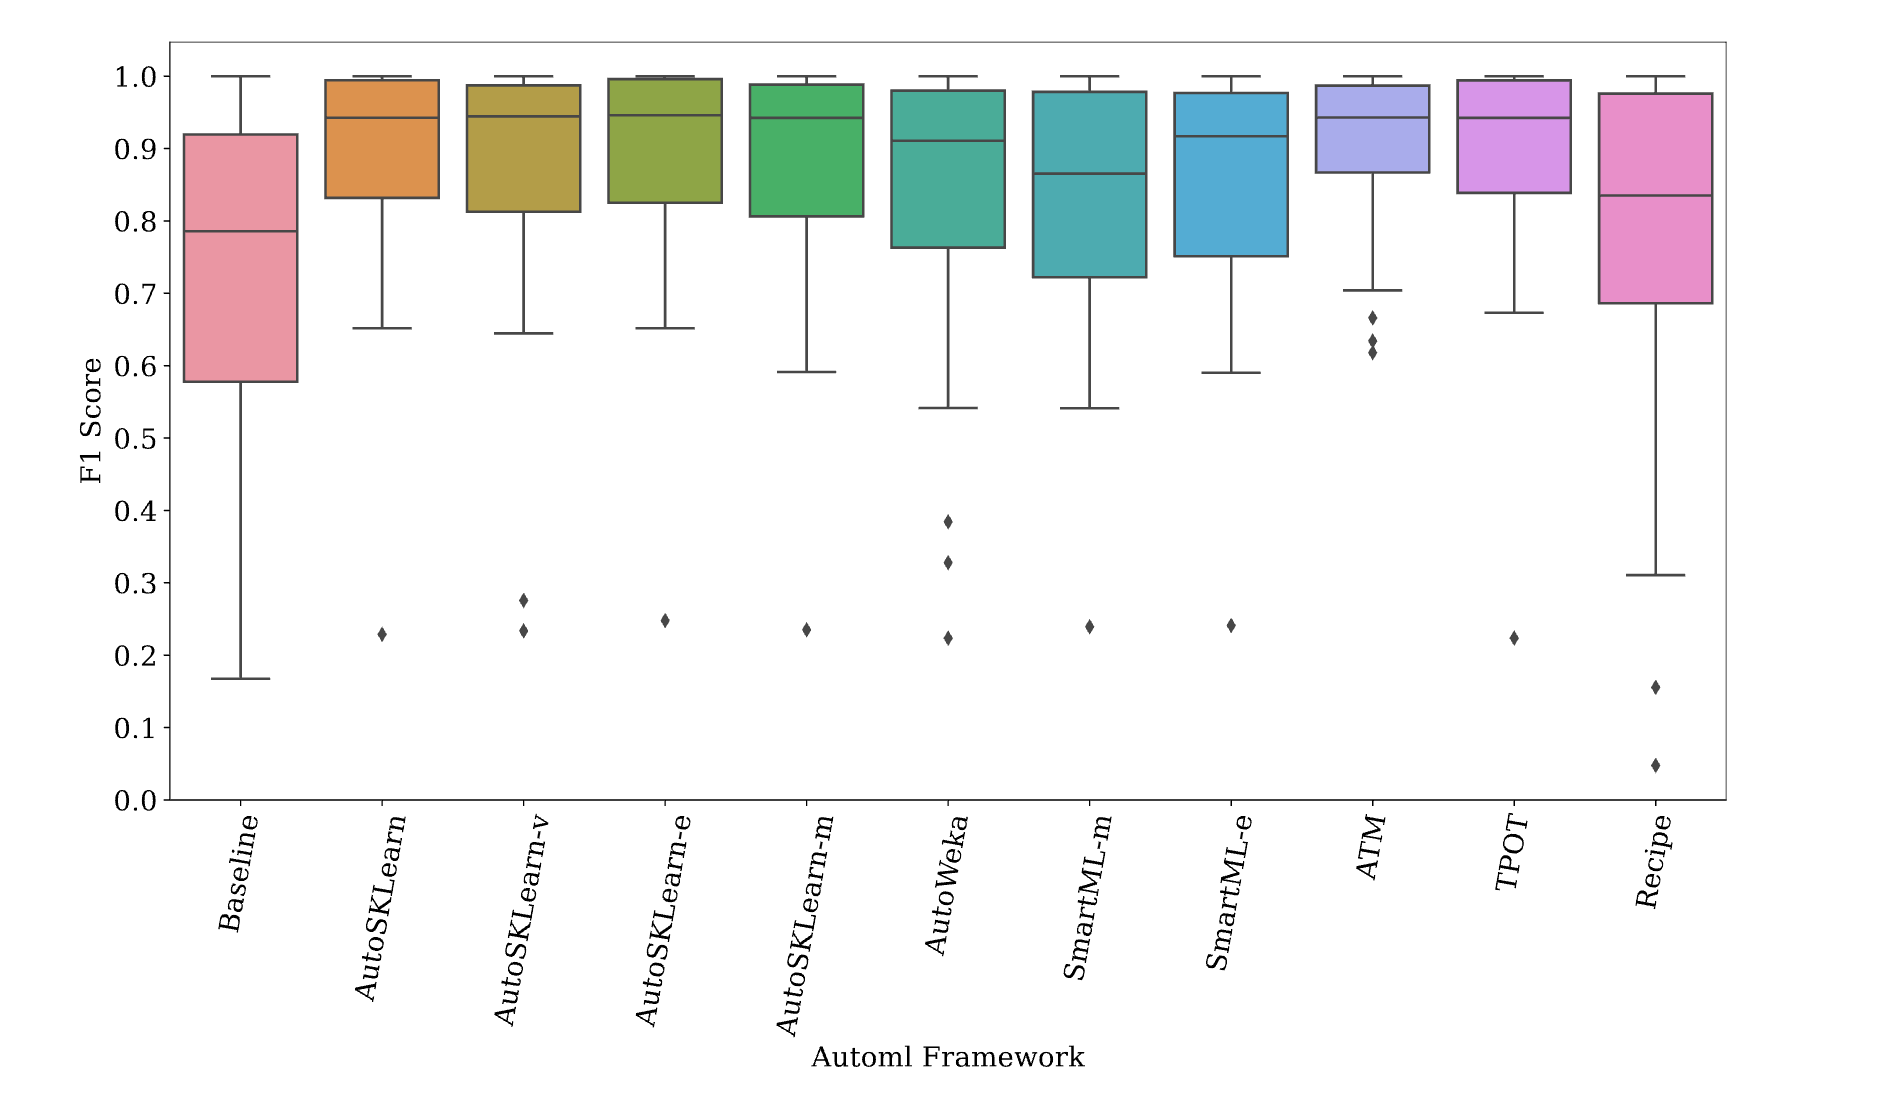 1.0
0.9
0.8
0.7
0.6
0.5
0.4
0.3
0.2
0.1
0.0
F1 Score
Baseline
AutoSKLearn
AutoSKLearn-v
AutoSKLearn-e
AutoSKLearn-m
AutoWeka
SmartML-m
SmartML-e
ATM
TPOT
Recipe
Automl Framework